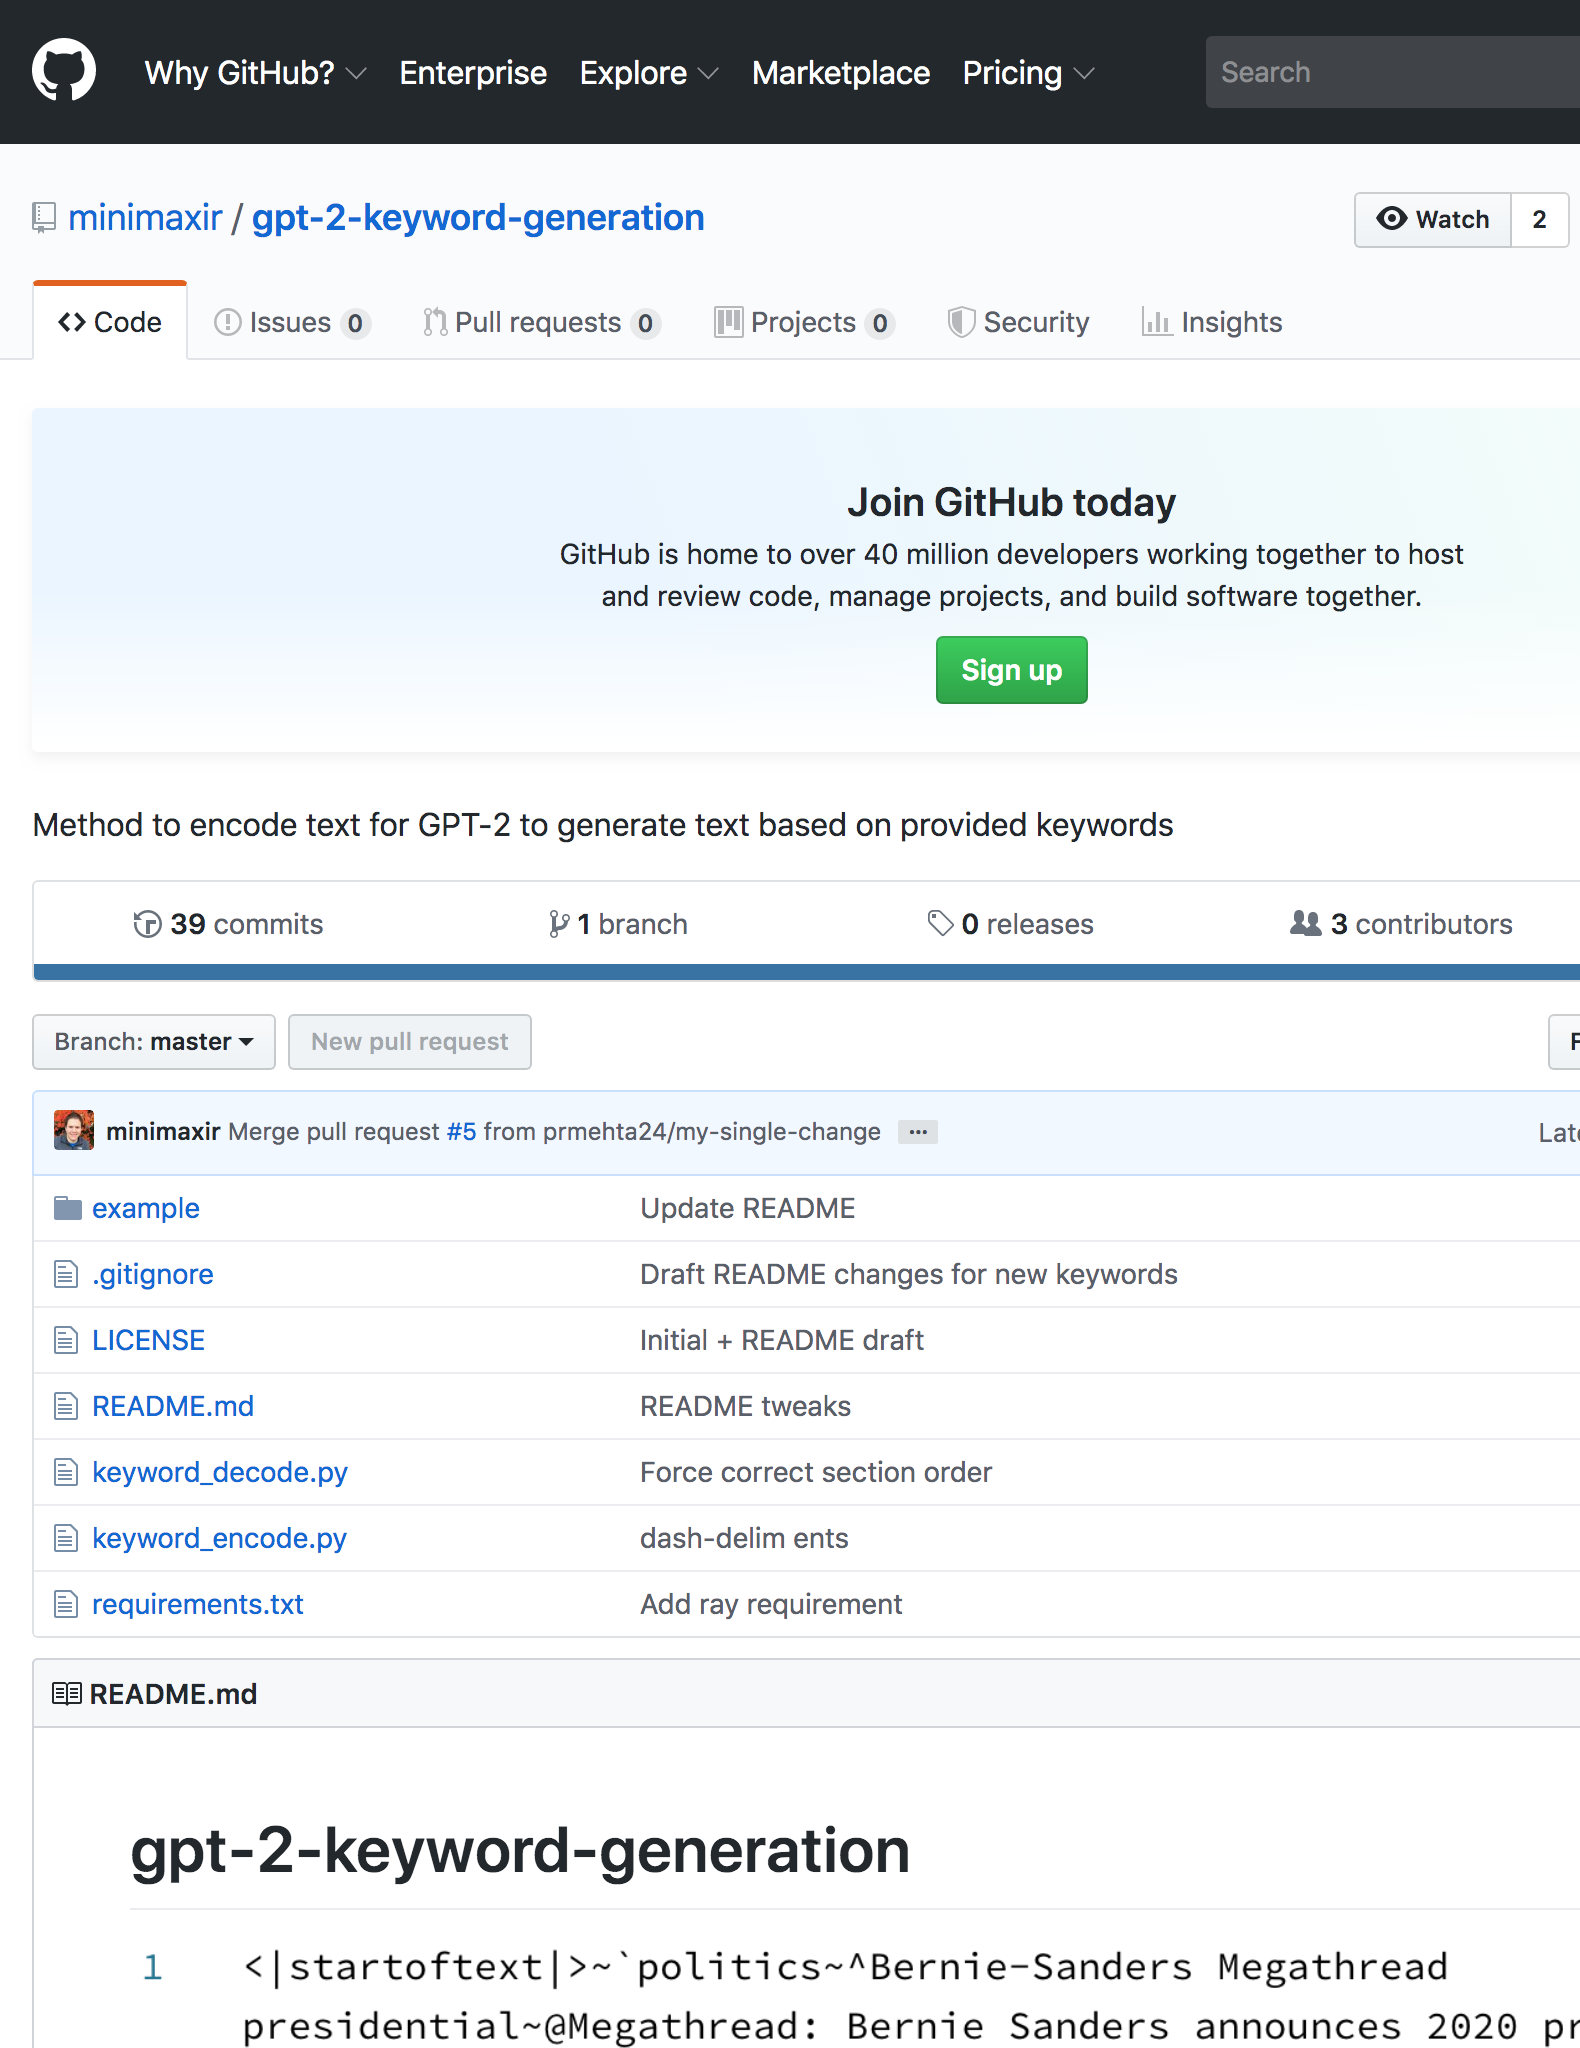 Why GitHub? Enterprise Explore Marketplace Pricing Search
minimaxir / gpt-2-keyword-generation Watch 2
Code Issues 0 Pull requests 0 Projects 0 Security Insights
Join GitHub today
GitHub is home to over 40 million developers working together to host
and review code, manage projects, and build software together.
Sign up
Method to encode text for GPT-2 to generate text based on provided keywords
39 commits 1 branch 0 releases 3 contributors
Branch: master New pull request
minimaxir Merge pull request #5 from prmehta24/my-single-change ...
example Update README
.gitignore Draft README changes for new keywords
LICENSE Initial + README draft
README.md README tweaks
keyword_decode.py Force correct section order
keyword_encode.py dash-delim ents
requirements.txt Add ray requirement
README.md
gpt-2-keyword-generation
1 <|startoftext|>~`politics~^Bernie-Sanders Megathread
presidential~@Megathread: Bernie Sanders announces 2020